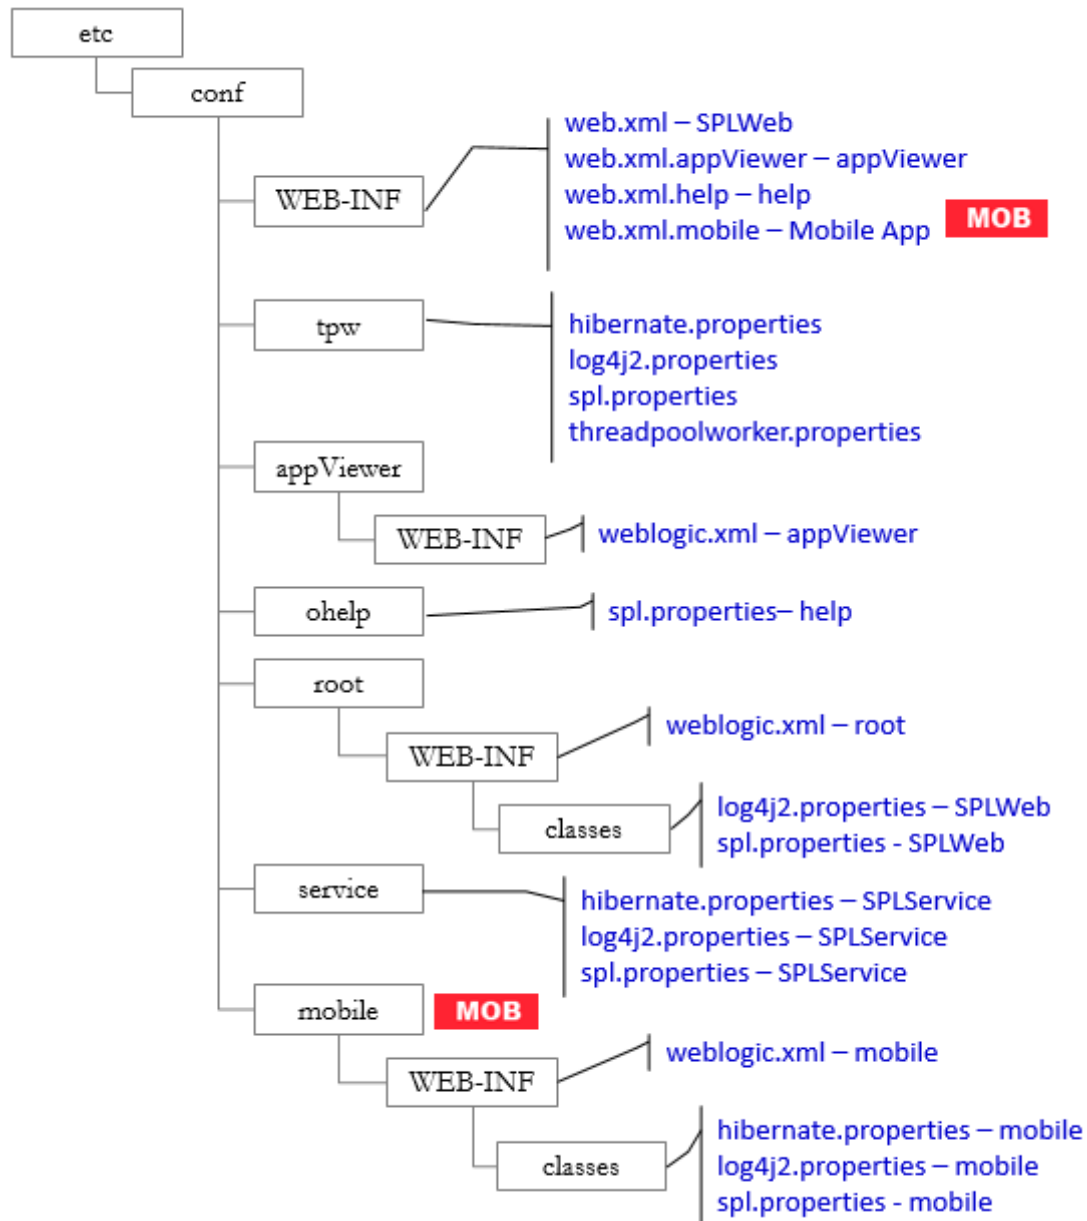 etc
conf
WEB-INF
web.xml – SPLWeb
web.xml.appViewer – appViewer
web.xml.help – help
web.xml.mobile – Mobile App MOB
tpw
hibernate.properties
log4j2.properties
spl.properties
threadpoolworker.properties
appViewer
WEB-INF
weblogic.xml – appViewer
ohelp
spl.properties– help
root
WEB-INF
weblogic.xml – root
classes
log4j2.properties – SPLWeb
spl.properties - SPLWeb
service
hibernate.properties – SPLService
log4j2.properties – SPLService
spl.properties – SPLService
mobile MOB
WEB-INF
weblogic.xml – mobile
classes
hibernate.properties – mobile
log4j2.properties – mobile
spl.properties - mobile